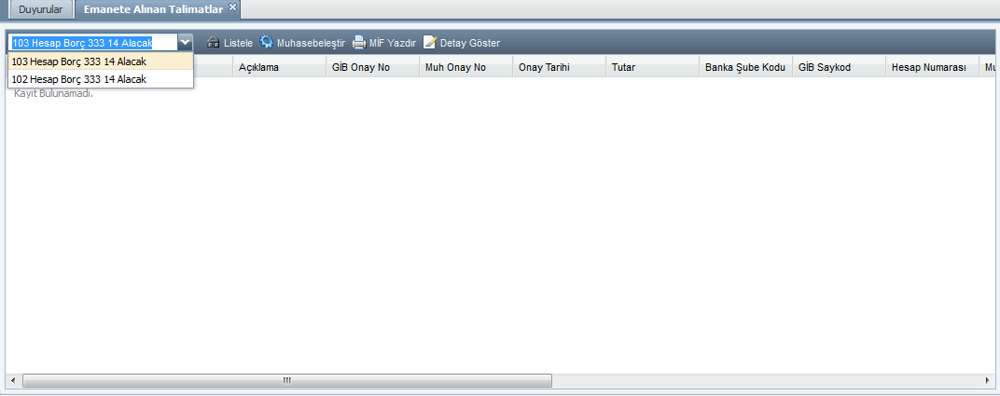 Duyurular Emanete Alınan Talimatlar
103 Hesap Borç 333 14 Alacak Listele Muhasebeleştir MİF Yazdır Detay Göster
103 Hesap Borç 333 14 Alacak
102 Hesap Borç 333 14 Alacak
Açıklama GİB Onay No Muh Onay No Onay Tarihi Tutar Banka Şube Kodu GİB Saykod Hesap Numarası Mu
Kayıt Bulunamadı.